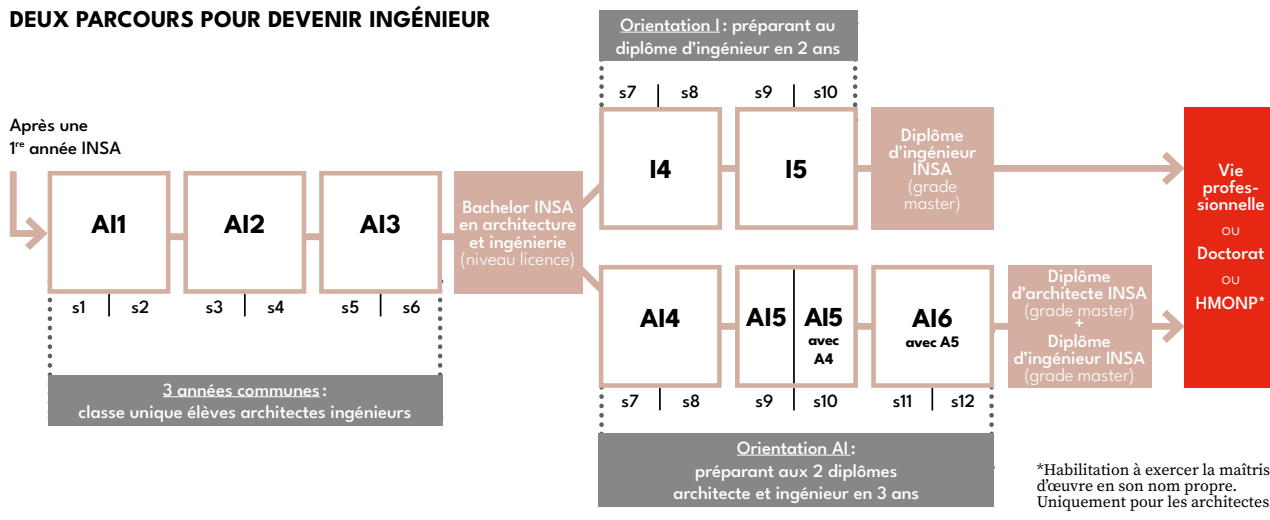 DEUX PARCOURS POUR DEVENIR INGÉNIEUR
Orientation I : préparant au
diplôme d'ingénieur en 2 ans
s7 | s8
s9 | s10
Après une
1re année INSA
AI1
AI2
AI3
s1 | s2
s3 | s4
s5 | s6
3 années communes :
classe unique élèves architectes ingénieurs
Bachelor INSA
en architecture
et ingénierie
(niveau licence)
I4
I5
Diplôme
d'ingénieur
INSA
(grade
master)
AI4
AI5
AI5
avec
A4
AI6
avec A5
s7 | s8
s9 | s10
s11 | s12
Orientation AI :
préparant aux 2 diplômes
architecte et ingénieur en 3 ans
Diplôme
d'architecte INSA
(grade master)
+
Diplôme
d'ingénieur INSA
(grade master)
Vie
profes-
sionnelle
OU
Doctorat
OU
HMONP*
*Habilitation à exercer la maîtris
d'œuvre en son nom propre.
Uniquement pour les architectes